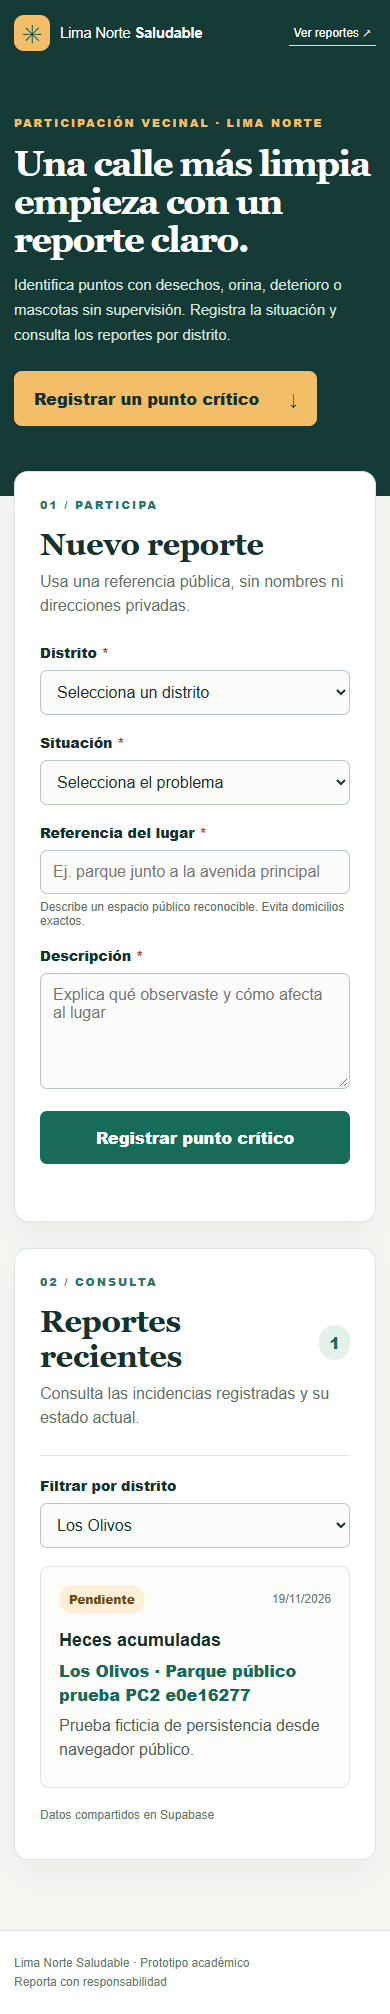 Lima Norte Saludable
Ver reportes ↗
PARTICIPACIÓN VECINAL · LIMA NORTE
Una calle más limpia
empieza con un
reporte claro.
Identifica puntos con desechos, orina, deterioro o
mascotas sin supervisión. Registra la situación y
consulta los reportes por distrito.
Registrar un punto crítico ↓
01 / PARTICIPA
Nuevo reporte
Usa una referencia pública, sin nombres ni
direcciones privadas.
Distrito *
Selecciona un distrito
Situación *
Selecciona el problema
Referencia del lugar *
Ej. parque junto a la avenida principal
Describe un espacio público reconocible. Evita domicilios
exactos.
Descripción *
Explica qué observaste y cómo afecta
al lugar
Registrar punto crítico
02 / CONSULTA
Reportes
recientes
1
Consulta las incidencias registradas y su
estado actual.
Filtrar por distrito
Los Olivos
Pendiente
19/11/2026
Heces acumuladas
Los Olivos · Parque público
prueba PC2 e0e16277
Prueba ficticia de persistencia desde
navegador público.
Datos compartidos en Supabase
Lima Norte Saludable · Prototipo académico
Reporta con responsabilidad